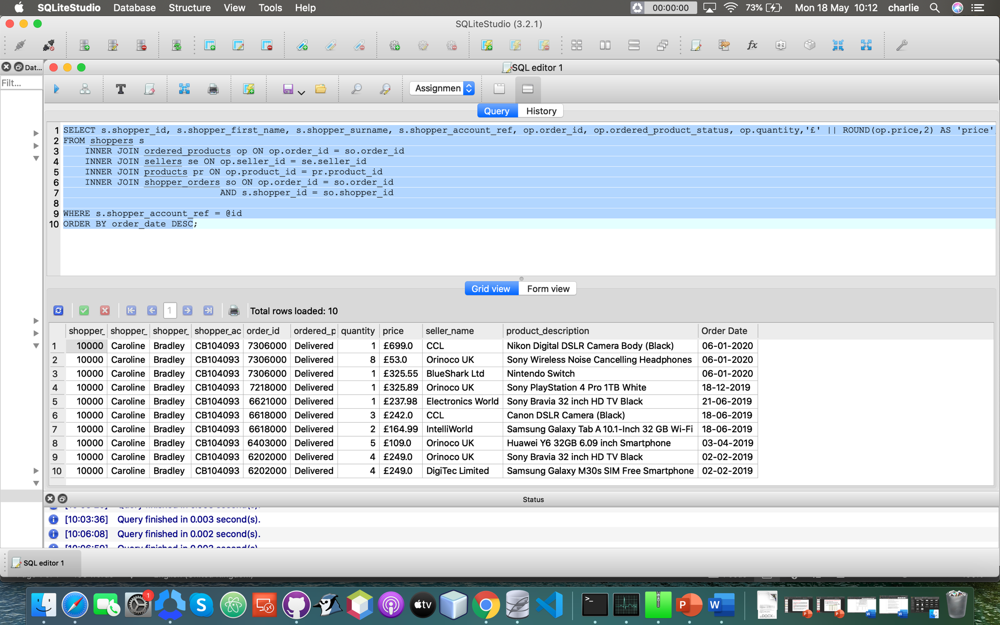 SQLiteStudio Database Structure View Tools Help 00:00:00 73% Mon 18 May 10:12 charlie
SQLiteStudio (3.2.1)
Dat... SQL editor 1
Filt...
Assignmen
Query History
1 SELECT s.shopper_id, s.shopper_first_name, s.shopper_surname, s.shopper_account_ref, op.order_id, op.ordered_product_status, op.quantity,'£' || ROUND(op.price,2) AS 'price'
2 FROM shoppers s
3 INNER JOIN ordered_products op ON op.order_id = so.order_id
4 INNER JOIN sellers se ON op.seller_id = se.seller_id
5 INNER JOIN products pr ON op.product_id = pr.product_id
6 INNER JOIN shopper_orders so ON op.order_id = so.order_id
7 AND s.shopper_id = so.shopper_id
8
9 WHERE s.shopper_account_ref = @id
10 ORDER BY order_date DESC;
Grid view Form view
1 Total rows loaded: 10
shopper_ shopper_ shopper_ shopper_ac order_id ordered_p quantity price seller_name product_description Order Date
1 10000 Caroline Bradley CB104093 7306000 Delivered 1 £699.0 CCL Nikon Digital DSLR Camera Body (Black) 06-01-2020
2 10000 Caroline Bradley CB104093 7306000 Delivered 8 £53.0 Orinoco UK Sony Wireless Noise Cancelling Headphones 06-01-2020
3 10000 Caroline Bradley CB104093 7306000 Delivered 1 £325.55 BlueShark Ltd Nintendo Switch 06-01-2020
4 10000 Caroline Bradley CB104093 7218000 Delivered 1 £325.89 Orinoco UK Sony PlayStation 4 Pro 1TB White 18-12-2019
5 10000 Caroline Bradley CB104093 6621000 Delivered 1 £237.98 Electronics World Sony Bravia 32 inch HD TV Black 21-06-2019
6 10000 Caroline Bradley CB104093 6618000 Delivered 3 £242.0 CCL Canon DSLR Camera (Black) 18-06-2019
7 10000 Caroline Bradley CB104093 6618000 Delivered 2 £164.99 IntelliWorld Samsung Galaxy Tab A 10.1-Inch 32 GB Wi-Fi 18-06-2019
8 10000 Caroline Bradley CB104093 6403000 Delivered 5 £109.0 Orinoco UK Huawei Y6 32GB 6.09 inch Smartphone 03-04-2019
9 10000 Caroline Bradley CB104093 6202000 Delivered 4 £249.0 Orinoco UK Sony Bravia 32 inch HD TV Black 02-02-2019
10 10000 Caroline Bradley CB104093 6202000 Delivered 4 £249.0 DigiTec Limited Samsung Galaxy M30s SIM Free Smartphone 02-02-2019
Status
[10:03:36] Query finished in 0.003 second(s).
[10:06:08] Query finished in 0.002 second(s).
SQL editor 1
1
tv
DOCX